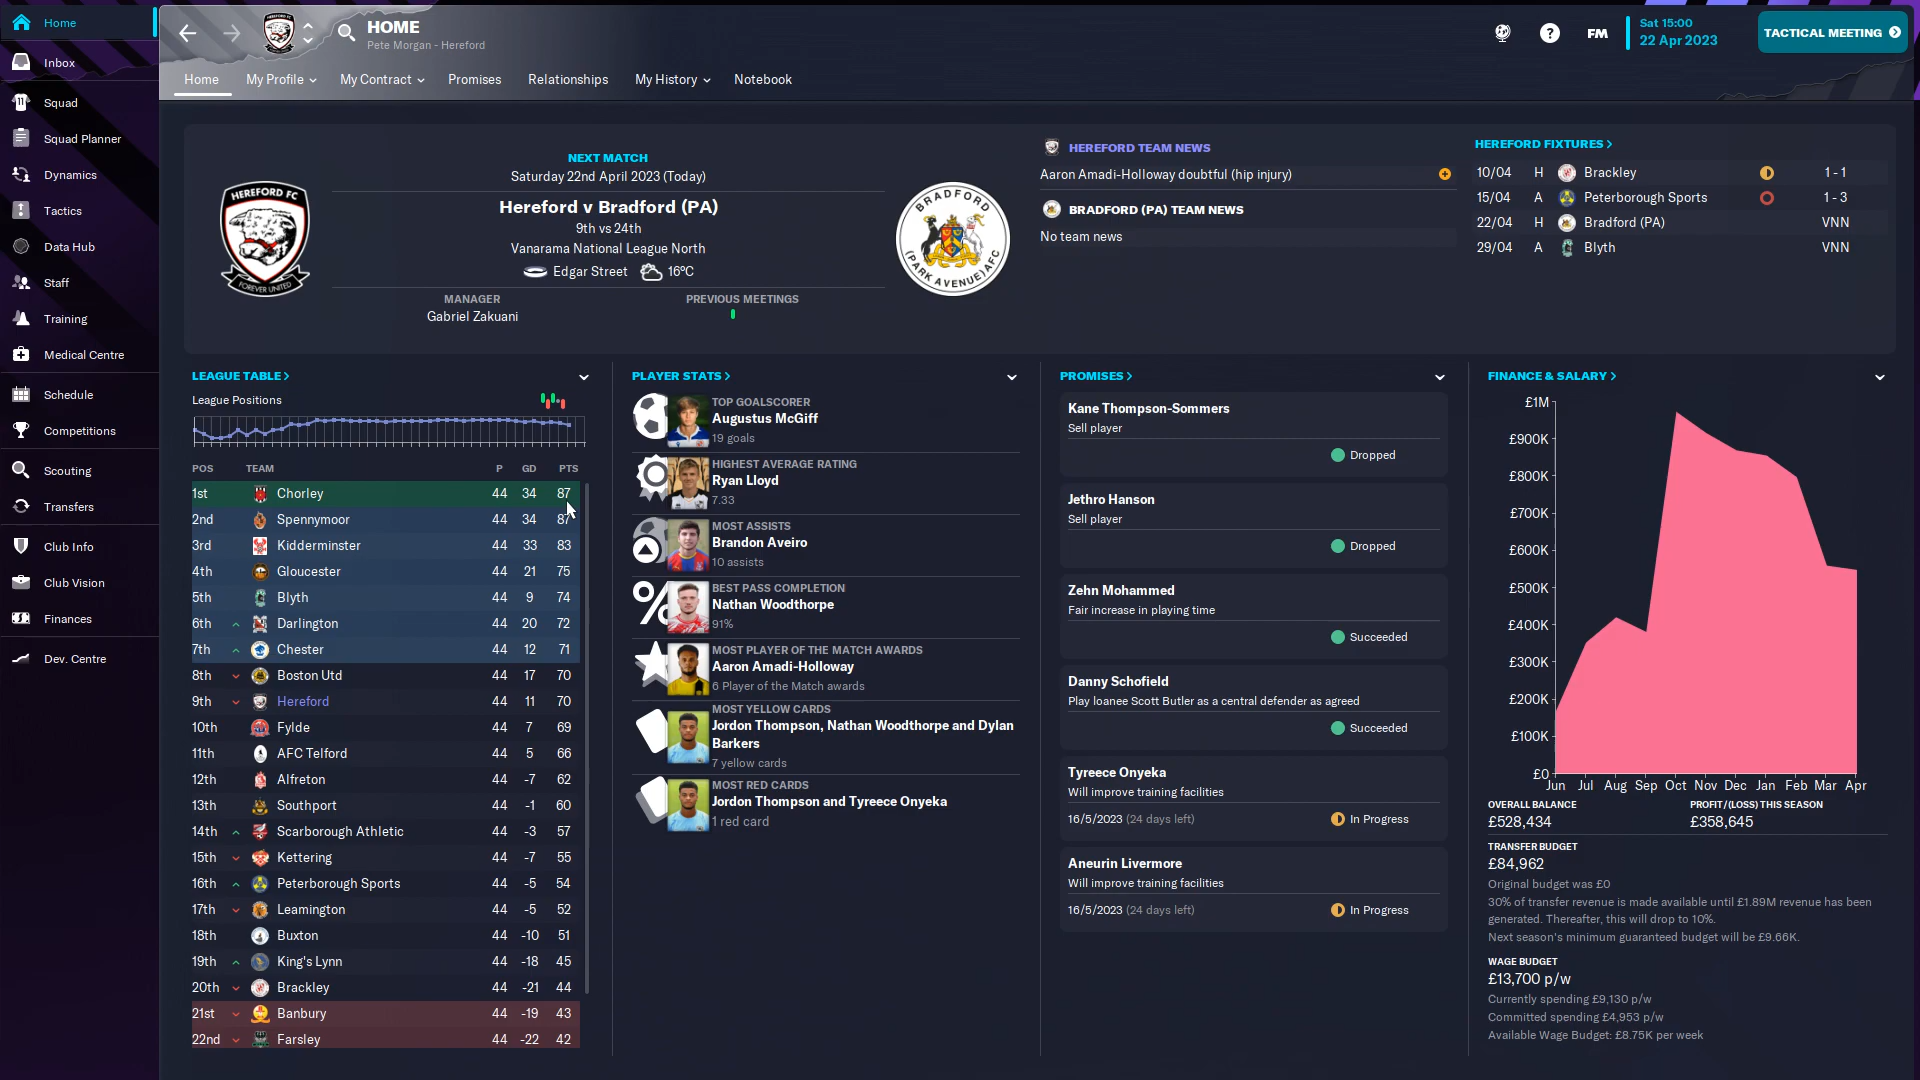 Home
Inbox
Squad
Squad Planner
Dynamics
Tactics
Data Hub
Staff
Training
Medical Centre
Schedule
Competitions
Scouting
Transfers
Club Info
Club Vision
Finances
Dev. Centre
HOME
Pete Morgan - Hereford
FM
Sat 15:00
22 Apr 2023
TACTICAL MEETING
Home
My Profile
My Contract
Promises
Relationships
My History
Notebook
HEREFORD FC
FOREVER UNITED
NEXT MATCH
Saturday 22nd April 2023 (Today)
Hereford v Bradford (PA)
9th vs 24th
Vanarama National League North
Edgar Street 16ºC
MANAGER
Gabriel Zakuani
PREVIOUS MEETINGS
BRADFORD
(PARK AVENUE) AFC
HEREFORD TEAM NEWS
Aaron Amadi-Holloway doubtful (hip injury)
BRADFORD (PA) TEAM NEWS
No team news
HEREFORD FIXTURES >
10/04 H Brackley 1 - 1
15/04 A Peterborough Sports 1 - 3
22/04 H Bradford (PA) VNN
29/04 A Blyth VNN
LEAGUE TABLE >
League Positions
POS TEAM P GD PTS
1st Chorley 44 34 87
2nd Spennymoor 44 34 87
3rd Kidderminster 44 33 83
4th Gloucester 44 21 75
5th Blyth 44 9 74
6th Darlington 44 20 72
7th Chester 44 12 71
8th Boston Utd 44 17 70
9th Hereford 44 11 70
10th Fylde 44 7 69
11th AFC Telford 44 5 66
12th Alfreton 44 -7 62
13th Southport 44 -1 60
14th Scarborough Athletic 44 -3 57
15th Kettering 44 -7 55
16th Peterborough Sports 44 -5 54
17th Leamington 44 -5 52
18th Buxton 44 -10 51
19th King's Lynn 44 -18 45
20th Brackley 44 -21 44
21st Banbury 44 -19 43
22nd Farsley 44 -22 42
PLAYER STATS >
TOP GOALSCORER
Augustus McGiff
19 goals
HIGHEST AVERAGE RATING
Ryan Lloyd
7.33
MOST ASSISTS
Brandon Aveiro
10 assists
BEST PASS COMPLETION
Nathan Woodthorpe
91%
MOST PLAYER OF THE MATCH AWARDS
Aaron Amadi-Holloway
6 Player of the Match awards
MOST YELLOW CARDS
Jordon Thompson, Nathan Woodthorpe and Dylan
Barkers
7 yellow cards
MOST RED CARDS
Jordon Thompson and Tyreece Onyeka
1 red card
PROMISES >
Kane Thompson-Sommers
Sell player
Dropped
Jethro Hanson
Sell player
Dropped
Zehn Mohammed
Fair increase in playing time
Succeeded
Danny Schofield
Play loanee Scott Butler as a central defender as agreed
Succeeded
Tyreece Onyeka
Will improve training facilities
16/5/2023 (24 days left) In Progress
Aneurin Livermore
Will improve training facilities
16/5/2023 (24 days left) In Progress
FINANCE & SALARY >
£1M
£900K
£800K
£700K
£600K
£500K
£400K
£300K
£200K
£100K
£0
Jun Jul Aug Sep Oct Nov Dec Jan Feb Mar Apr
OVERALL BALANCE
£528,434
PROFIT/(LOSS) THIS SEASON
£358,645
TRANSFER BUDGET
£84,962
Original budget was £0
30% of transfer revenue is made available until £1.89M revenue has been
generated. Thereafter, this will drop to 10%.
Next season's minimum guaranteed budget will be £9.66K.
WAGE BUDGET
£13,700 p/w
Currently spending £9,130 p/w
Committed spending £4,953 p/w
Available Wage Budget: £8.75K per week